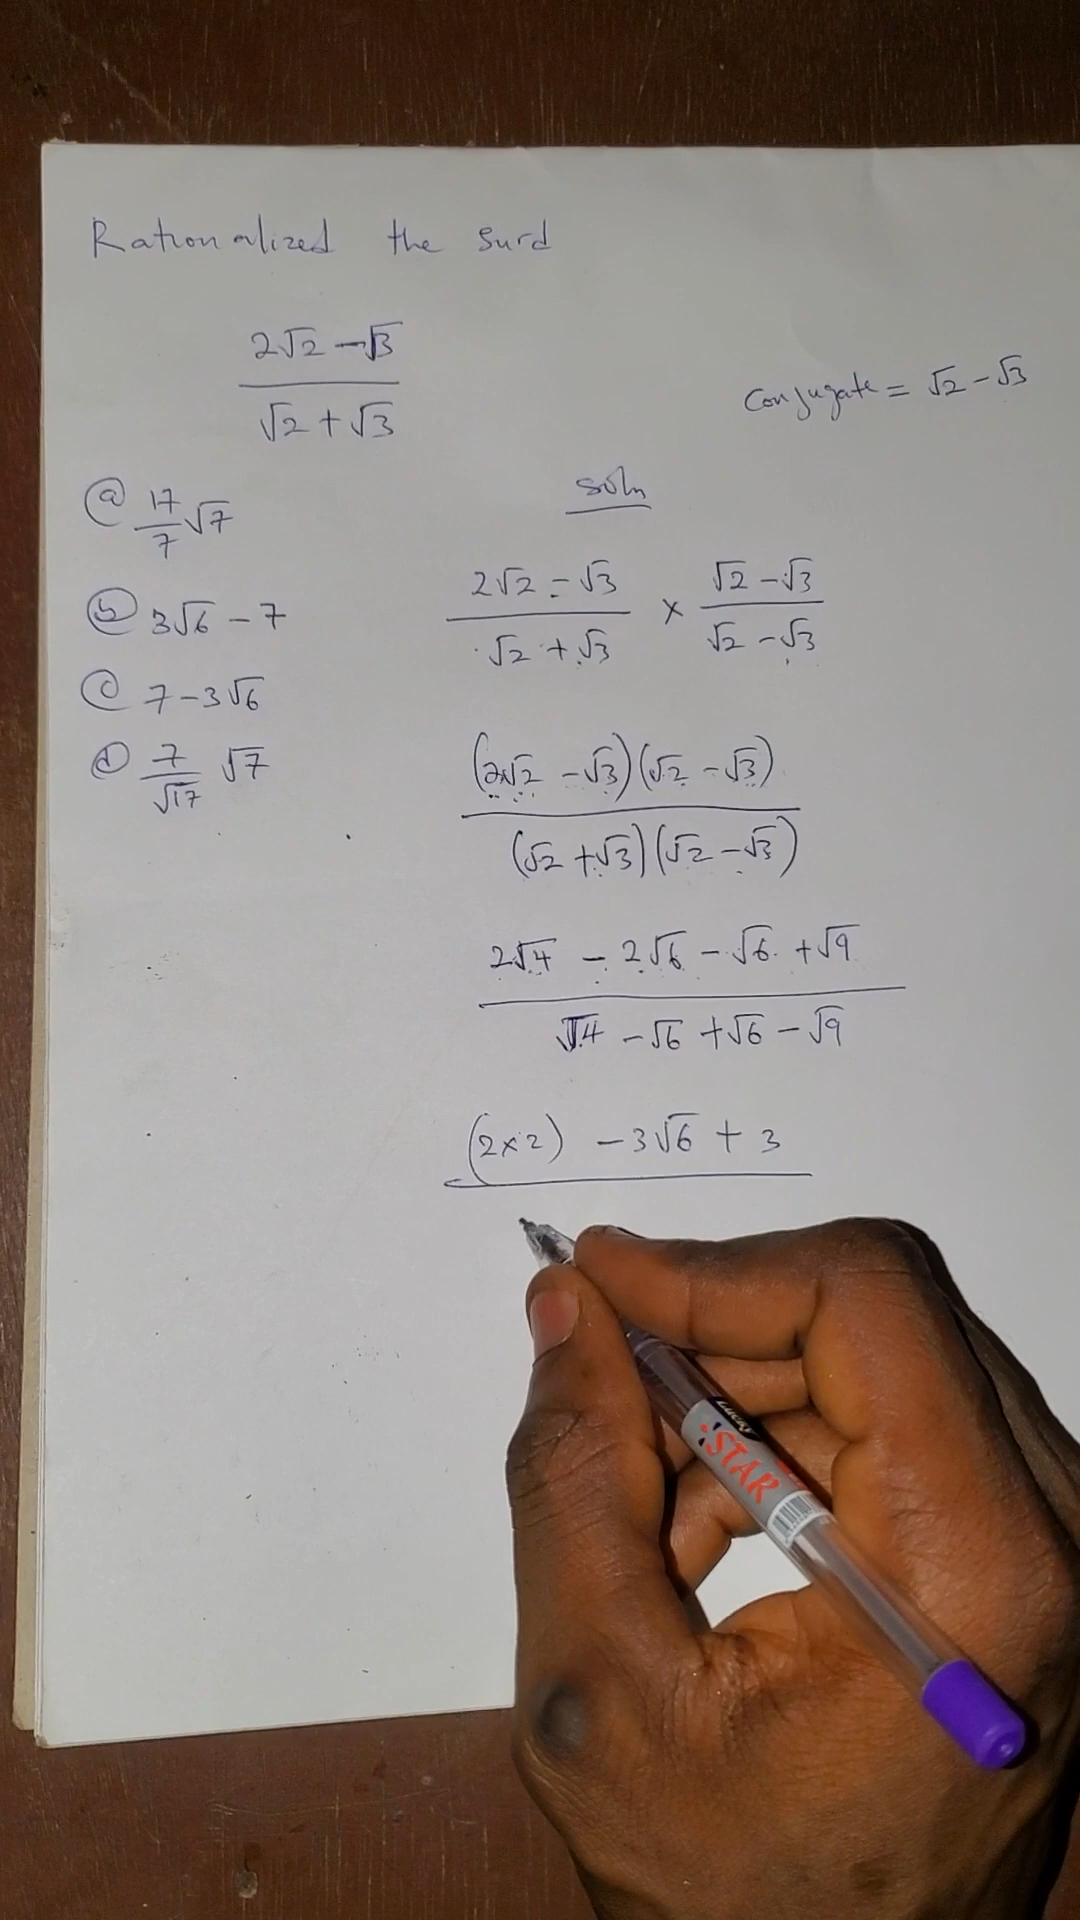 Rationalized the surd
2√2 - √3
√2 + √3
Conjugate = √2 - √3
ⓐ 17/7 √7
ⓑ 3√6 - 7
ⓒ 7 - 3√6
ⓓ 7/√17 √7
soln
2√2 - √3 × √2 - √3
√2 + √3 √2 - √3
(2√2 - √3)(√2 - √3)
(√2 + √3)(√2 - √3)
2√4 - 2√6 - √6 + √9
√4 - √6 + √6 - √9
(2×2) - 3√6 + 3
Lucky
STAR